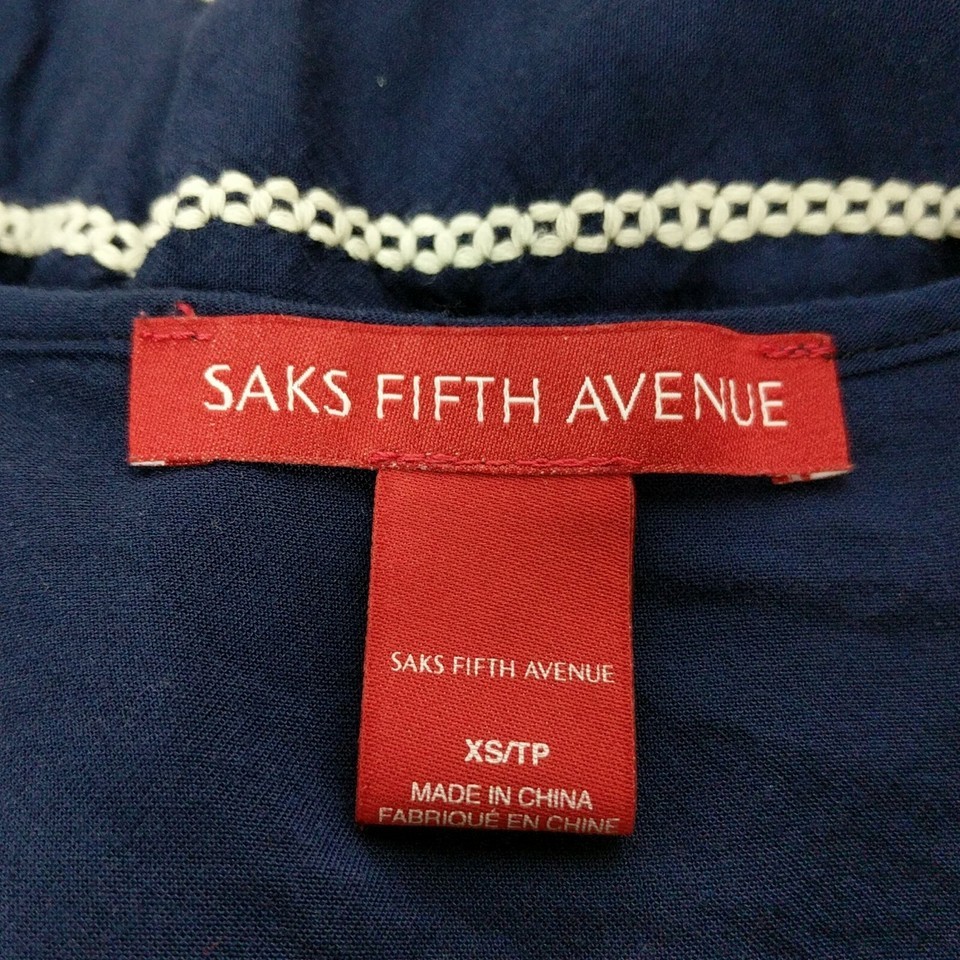 SAKS FIFTH AVENUE
SAKS FIFTH AVENUE
XS/TP
MADE IN CHINA
FABRIQUÉ EN CHINE